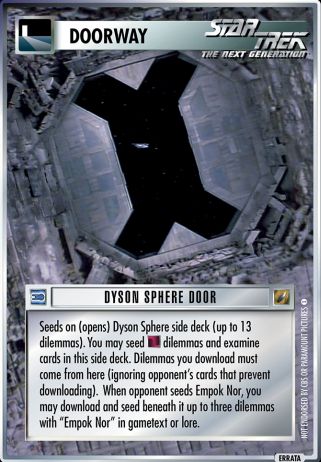 DOORWAY
STAR TREK
THE NEXT GENERATION
DYSON SPHERE DOOR
Seeds on (opens) Dyson Sphere side deck (up to 13
dilemmas). You may seed dilemmas and examine
cards in this side deck. Dilemmas you download must
come from here (ignoring opponent's cards that prevent
downloading). When opponent seeds Empok Nor, you
may download and seed beneath it up to three dilemmas
with "Empok Nor" in gametext or lore.
NOT ENDORSED BY CBS OR PARAMOUNT PICTURES
ERRATA